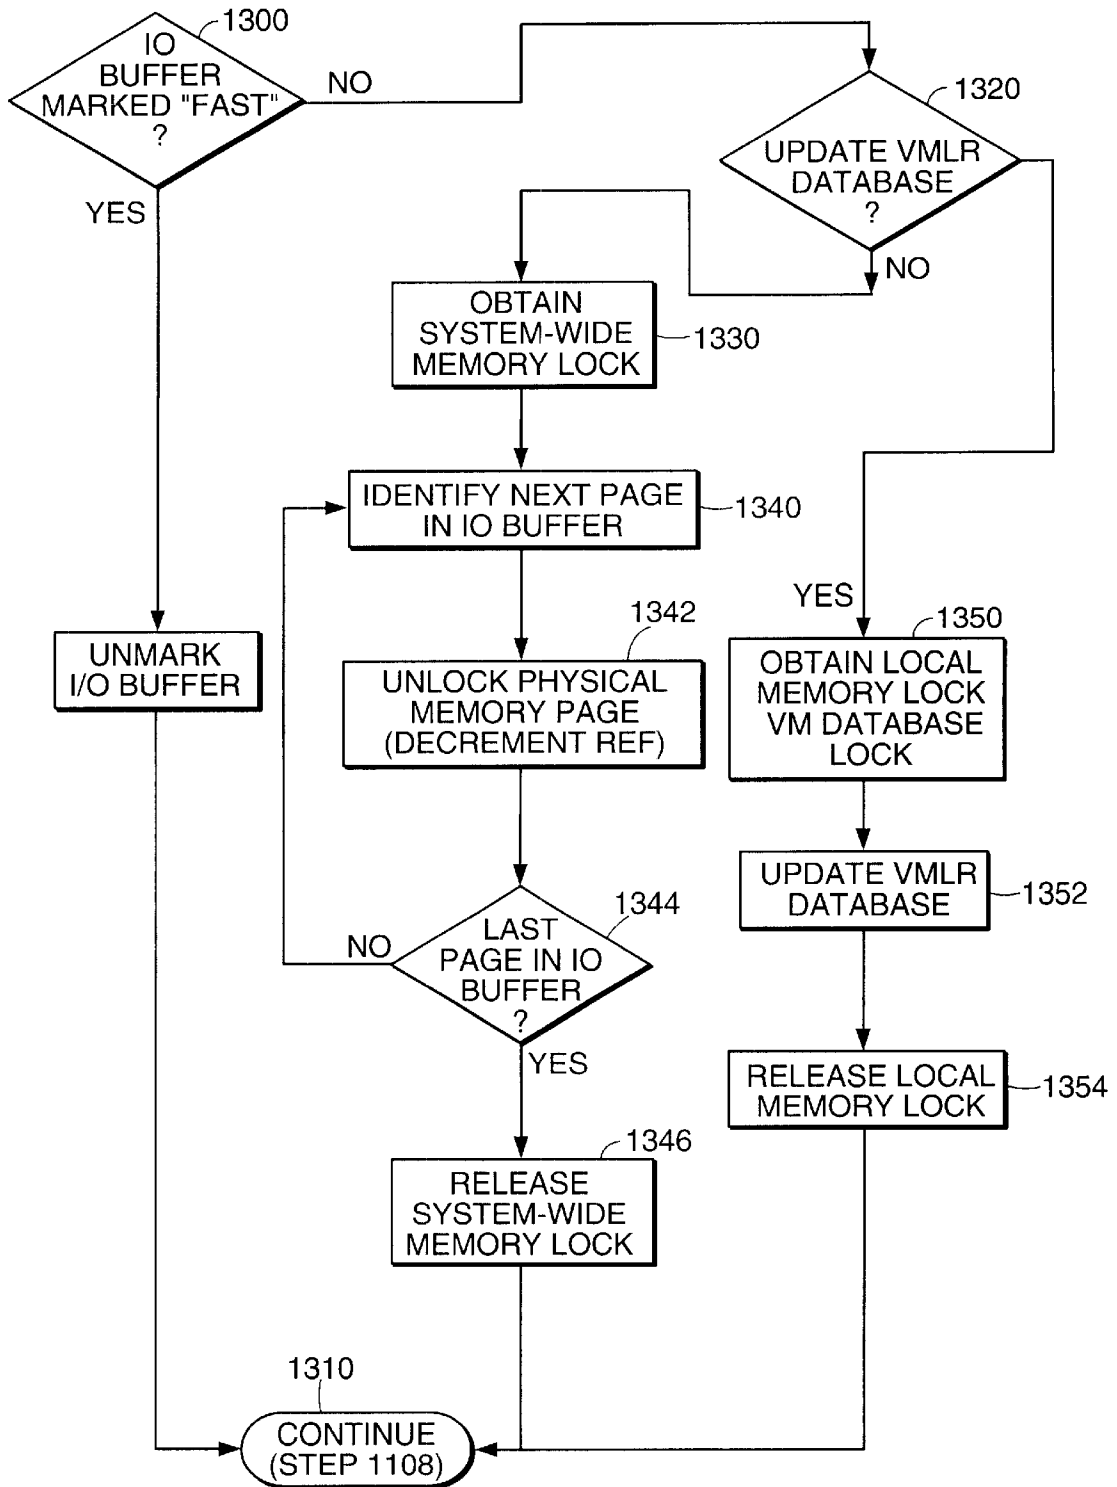 1300
IO
BUFFER
MARKED "FAST"
?
NO
YES
1320
UPDATE VMLR
DATABASE
?
NO
OBTAIN
SYSTEM-WIDE
MEMORY LOCK
1330
IDENTIFY NEXT PAGE
IN IO BUFFER
1340
YES
1342
1350
UNMARK
I/O BUFFER
UNLOCK PHYSICAL
MEMORY PAGE
(DECREMENT REF)
OBTAIN LOCAL
MEMORY LOCK
VM DATABASE
LOCK
UPDATE VMLR
DATABASE
1352
1344
NO
LAST
PAGE IN IO
BUFFER
?
YES
RELEASE LOCAL
MEMORY LOCK
1354
1346
RELEASE
SYSTEM-WIDE
MEMORY LOCK
1310
CONTINUE
(STEP 1108)